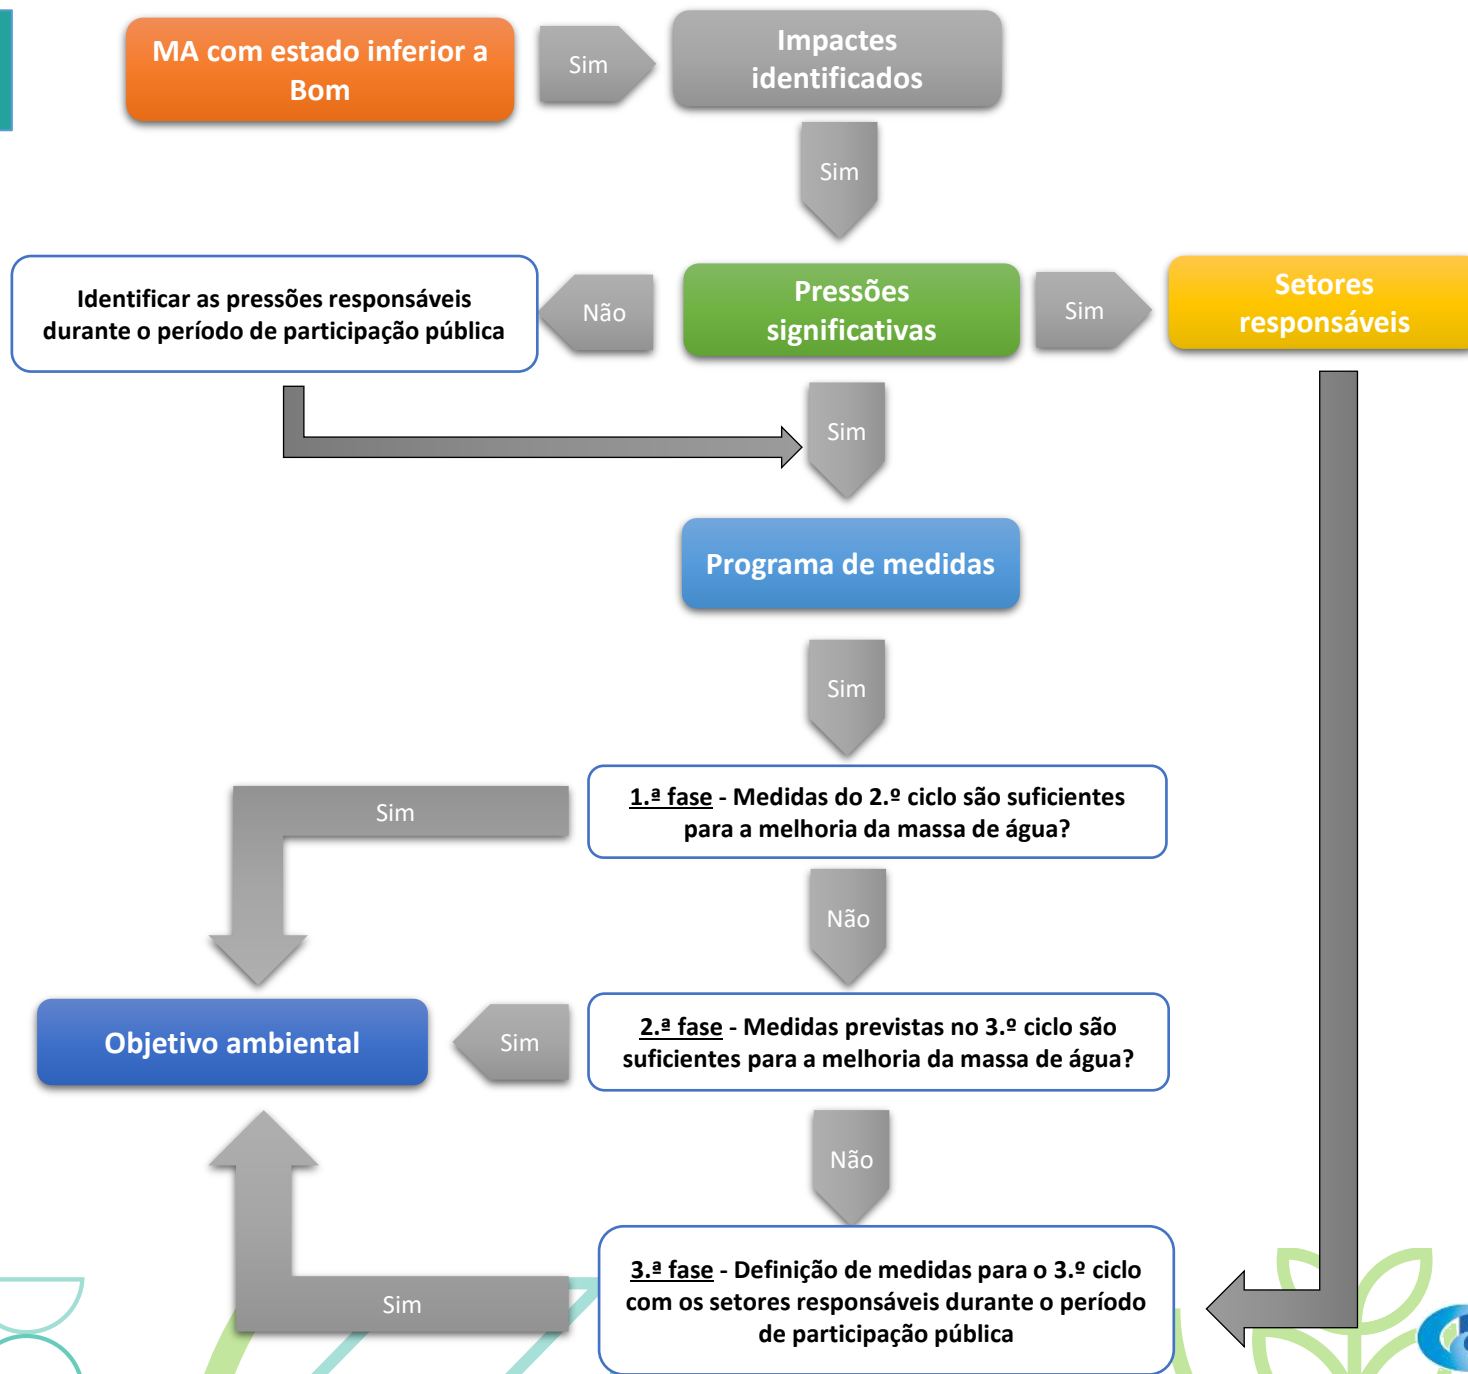 MA com estado inferior a
Bom
Sim
Impactes
identificados
Sim
Identificar as pressões responsáveis
durante o período de participação pública
Não
Pressões
significativas
Sim
Setores
responsáveis
Sim
Programa de medidas
Sim
1.ª fase - Medidas do 2.º ciclo são suficientes
para a melhoria da massa de água?
Sim
Não
Objetivo ambiental
Sim
2.ª fase - Medidas previstas no 3.º ciclo são
suficientes para a melhoria da massa de água?
Não
3.ª fase - Definição de medidas para o 3.º ciclo
com os setores responsáveis durante o período
de participação pública
Sim